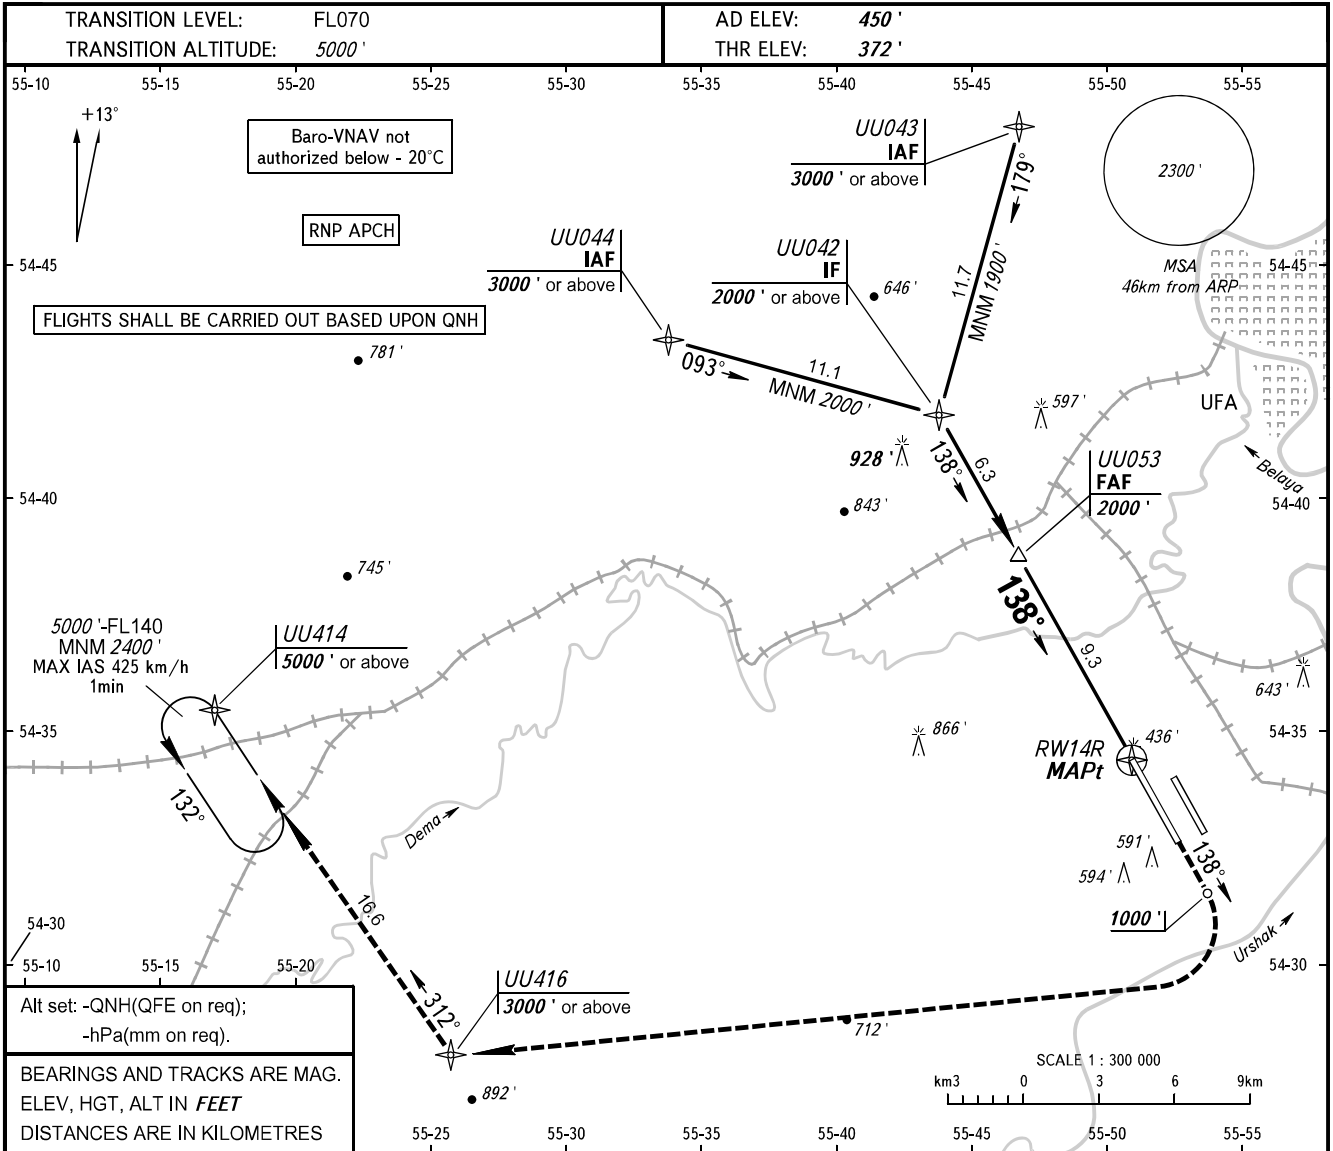 TRANSITION LEVEL: FL070
TRANSITION ALTITUDE: 5000 '
AD ELEV: 450 '
THR ELEV: 372 '
55-10 55-15 55-20 55-25 55-30 55-35 55-40 55-45 55-50 55-55
+13°
Baro-VNAV not
authorized below - 20°C
RNP APCH
FLIGHTS SHALL BE CARRIED OUT BASED UPON QNH
UU043
IAF
3000 ' or above
179°
11.7
MNM 1900 '
2300 '
MSA
46km from ARP
UU044
IAF
3000 ' or above
UU042
IF
2000 ' or above
646 '
54-45
54-45
781 '
093°
11.1
MNM 2000 '
597 '
UFA
928 '
138°
6.3
UU053
FAF
2000 '
Belaya
54-40
54-40
843 '
745 '
138°
9.3
5000 '-FL140
MNM 2400 '
MAX IAS 425 km/h
1min
UU414
5000 ' or above
643 '
866 '
436 '
RW14R
MAPt
54-35
54-35
132°
Dema
591 '
594 '
138°
1000 '
Urshak
16.6
54-30
54-30
55-10 55-15 55-20
312°
UU416
3000 ' or above
712 '
892 '
Alt set: -QNH(QFE on req);
-hPa(mm on req).
BEARINGS AND TRACKS ARE MAG.
ELEV, HGT, ALT IN FEET
DISTANCES ARE IN KILOMETRES
SCALE 1 : 300 000
km3 0 3 6 9km
55-25 55-30 55-35 55-40 55-45 55-50 55-55